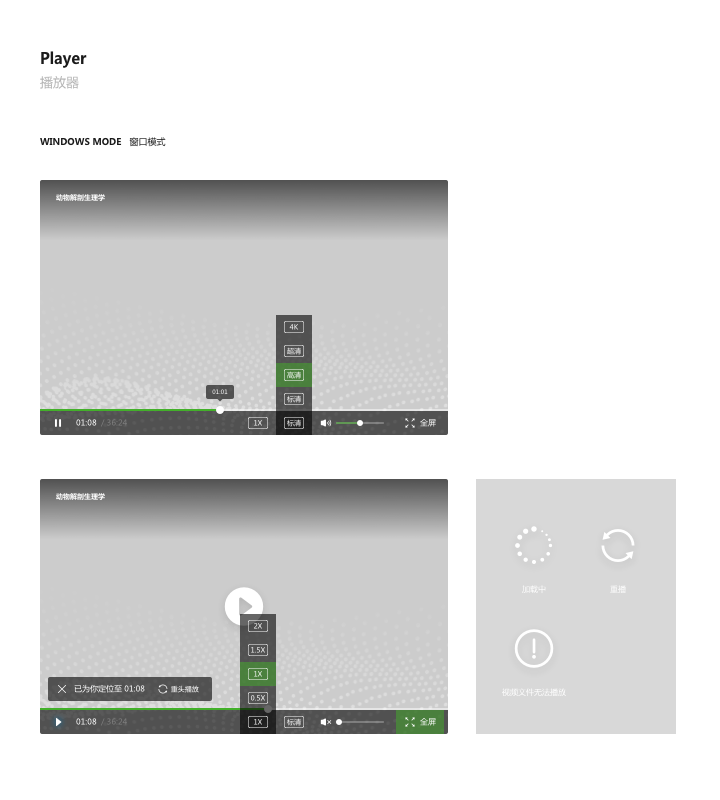 Player
播放器
WINDOWS MODE 窗口模式
动物解剖生理学
4K
超清
高清
标清
01:01
01:08 / 36:24
1X
标清
全屏
动物解剖生理学
2X
1.5X
1X
0.5X
已为你定位至 01:08
重头播放
01:08 / 36:24
1X
标清
全屏
加载中
重播
视频文件无法播放